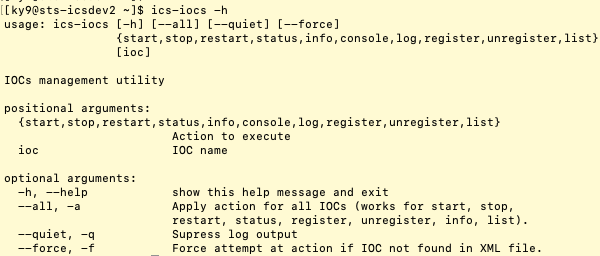 [[ky9@sts-icsdev2 ~]$ ics-iocs -h
usage: ics-iocs [-h] [--all] [--quiet] [--force]
{start,stop,restart,status,info,console,log,register,unregister,list}
[ioc]
IOCs management utility
positional arguments:
{start,stop,restart,status,info,console,log,register,unregister,list}
Action to execute
ioc IOC name
optional arguments:
-h, --help show this help message and exit
--all, -a Apply action for all IOCs (works for start, stop,
restart, status, register, unregister, info, list).
--quiet, -q Supress log output
--force, -f _ Force attempt at action if IOC not found in XML file.